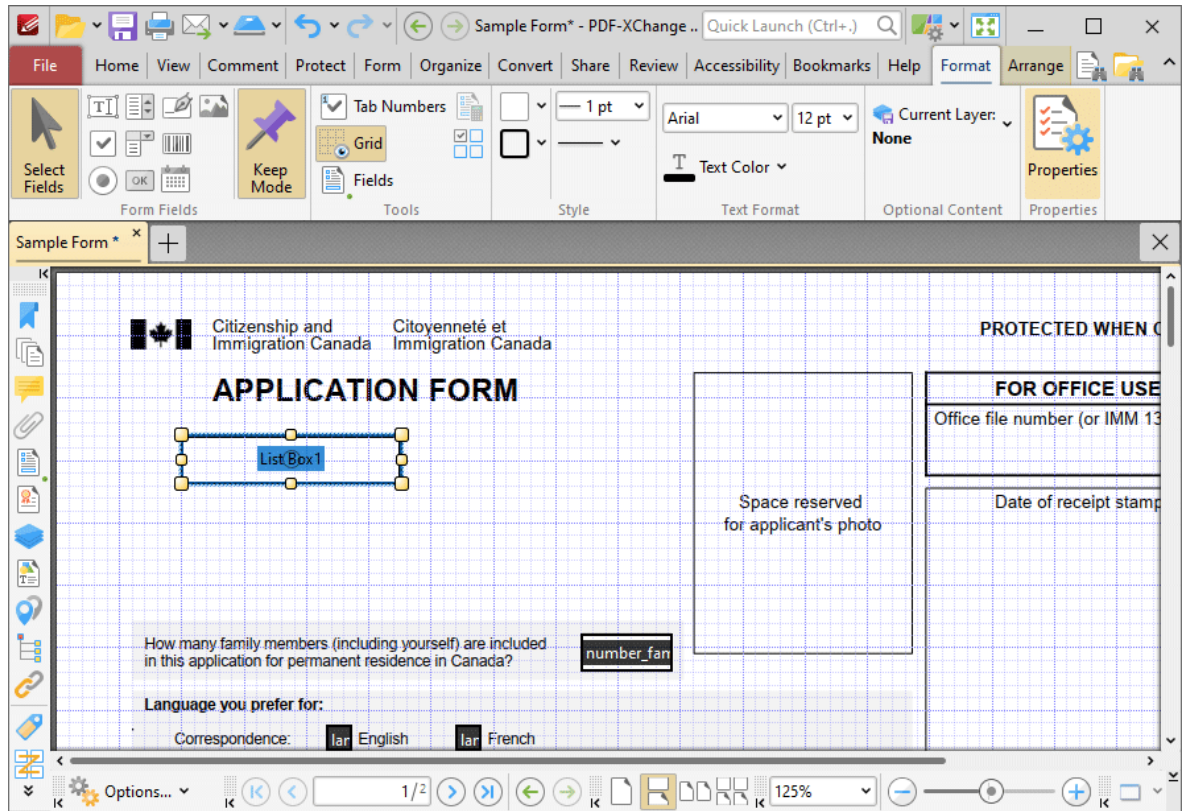 Sample Form* - PDF-XChange ..
Quick Launch (Ctrl+.)
File Home View Comment Protect Form Organize Convert Share Review Accessibility Bookmarks Help Format Arrange
Tab Numbers
1 pt
Arial
12 pt
Current Layer:
None
Grid
OK
Text Color
Select Fields
Keep Mode
Fields
Properties
Form Fields
Tools
Style
Text Format
Optional Content
Properties
Sample Form *
Citizenship and
Immigration Canada
Citoyenneté et
Immigration Canada
PROTECTED WHEN
APPLICATION FORM
FOR OFFICE USE
Office file number (or IMM 13
List Box1
Space reserved
for applicant's photo
Date of receipt stamp
How many family members (including yourself) are included
in this application for permanent residence in Canada?
number_fam
Language you prefer for:
Correspondence:
lar
English
lar
French
Options...
1/2
125%